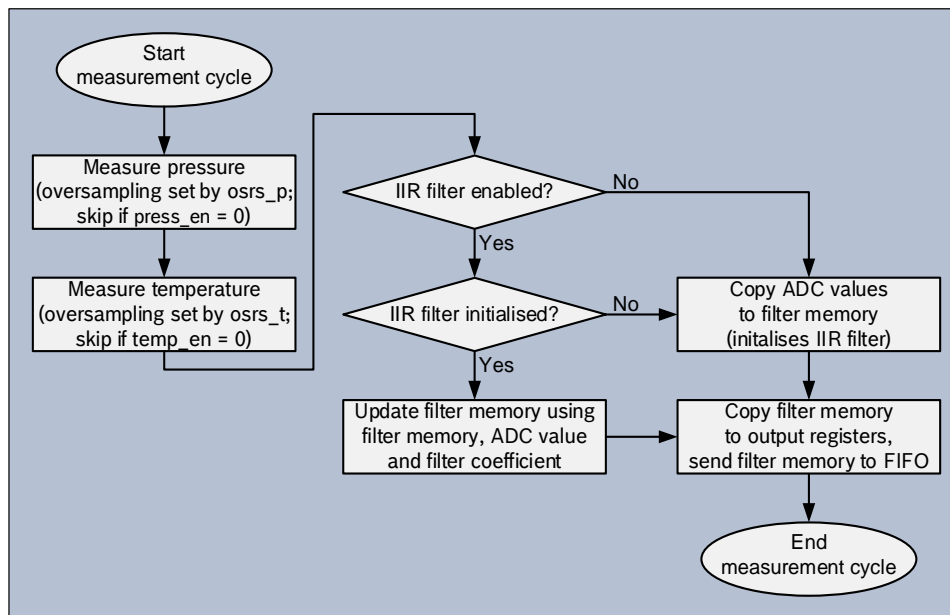 Start
measurement cycle
Measure pressure
(oversampling set by osrs_p;
skip if press_en = 0)
Measure temperature
(oversampling set by osrs_t;
skip if temp_en = 0)
IIR filter enabled?
No
Yes
IIR filter initialised?
No
Yes
Copy ADC values
to filter memory
(initalises IIR filter)
Update filter memory using
filter memory, ADC value
and filter coefficient
Copy filter memory
to output registers,
send filter memory to FIFO
End
measurement cycle